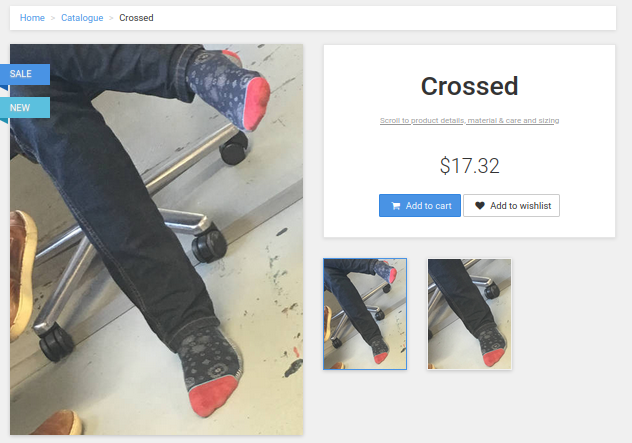 Home > Catalogue > Crossed
SALE
NEW
Crossed
Scroll to product details, material & care and sizing
$17.32
Add to cart
Add to wishlist